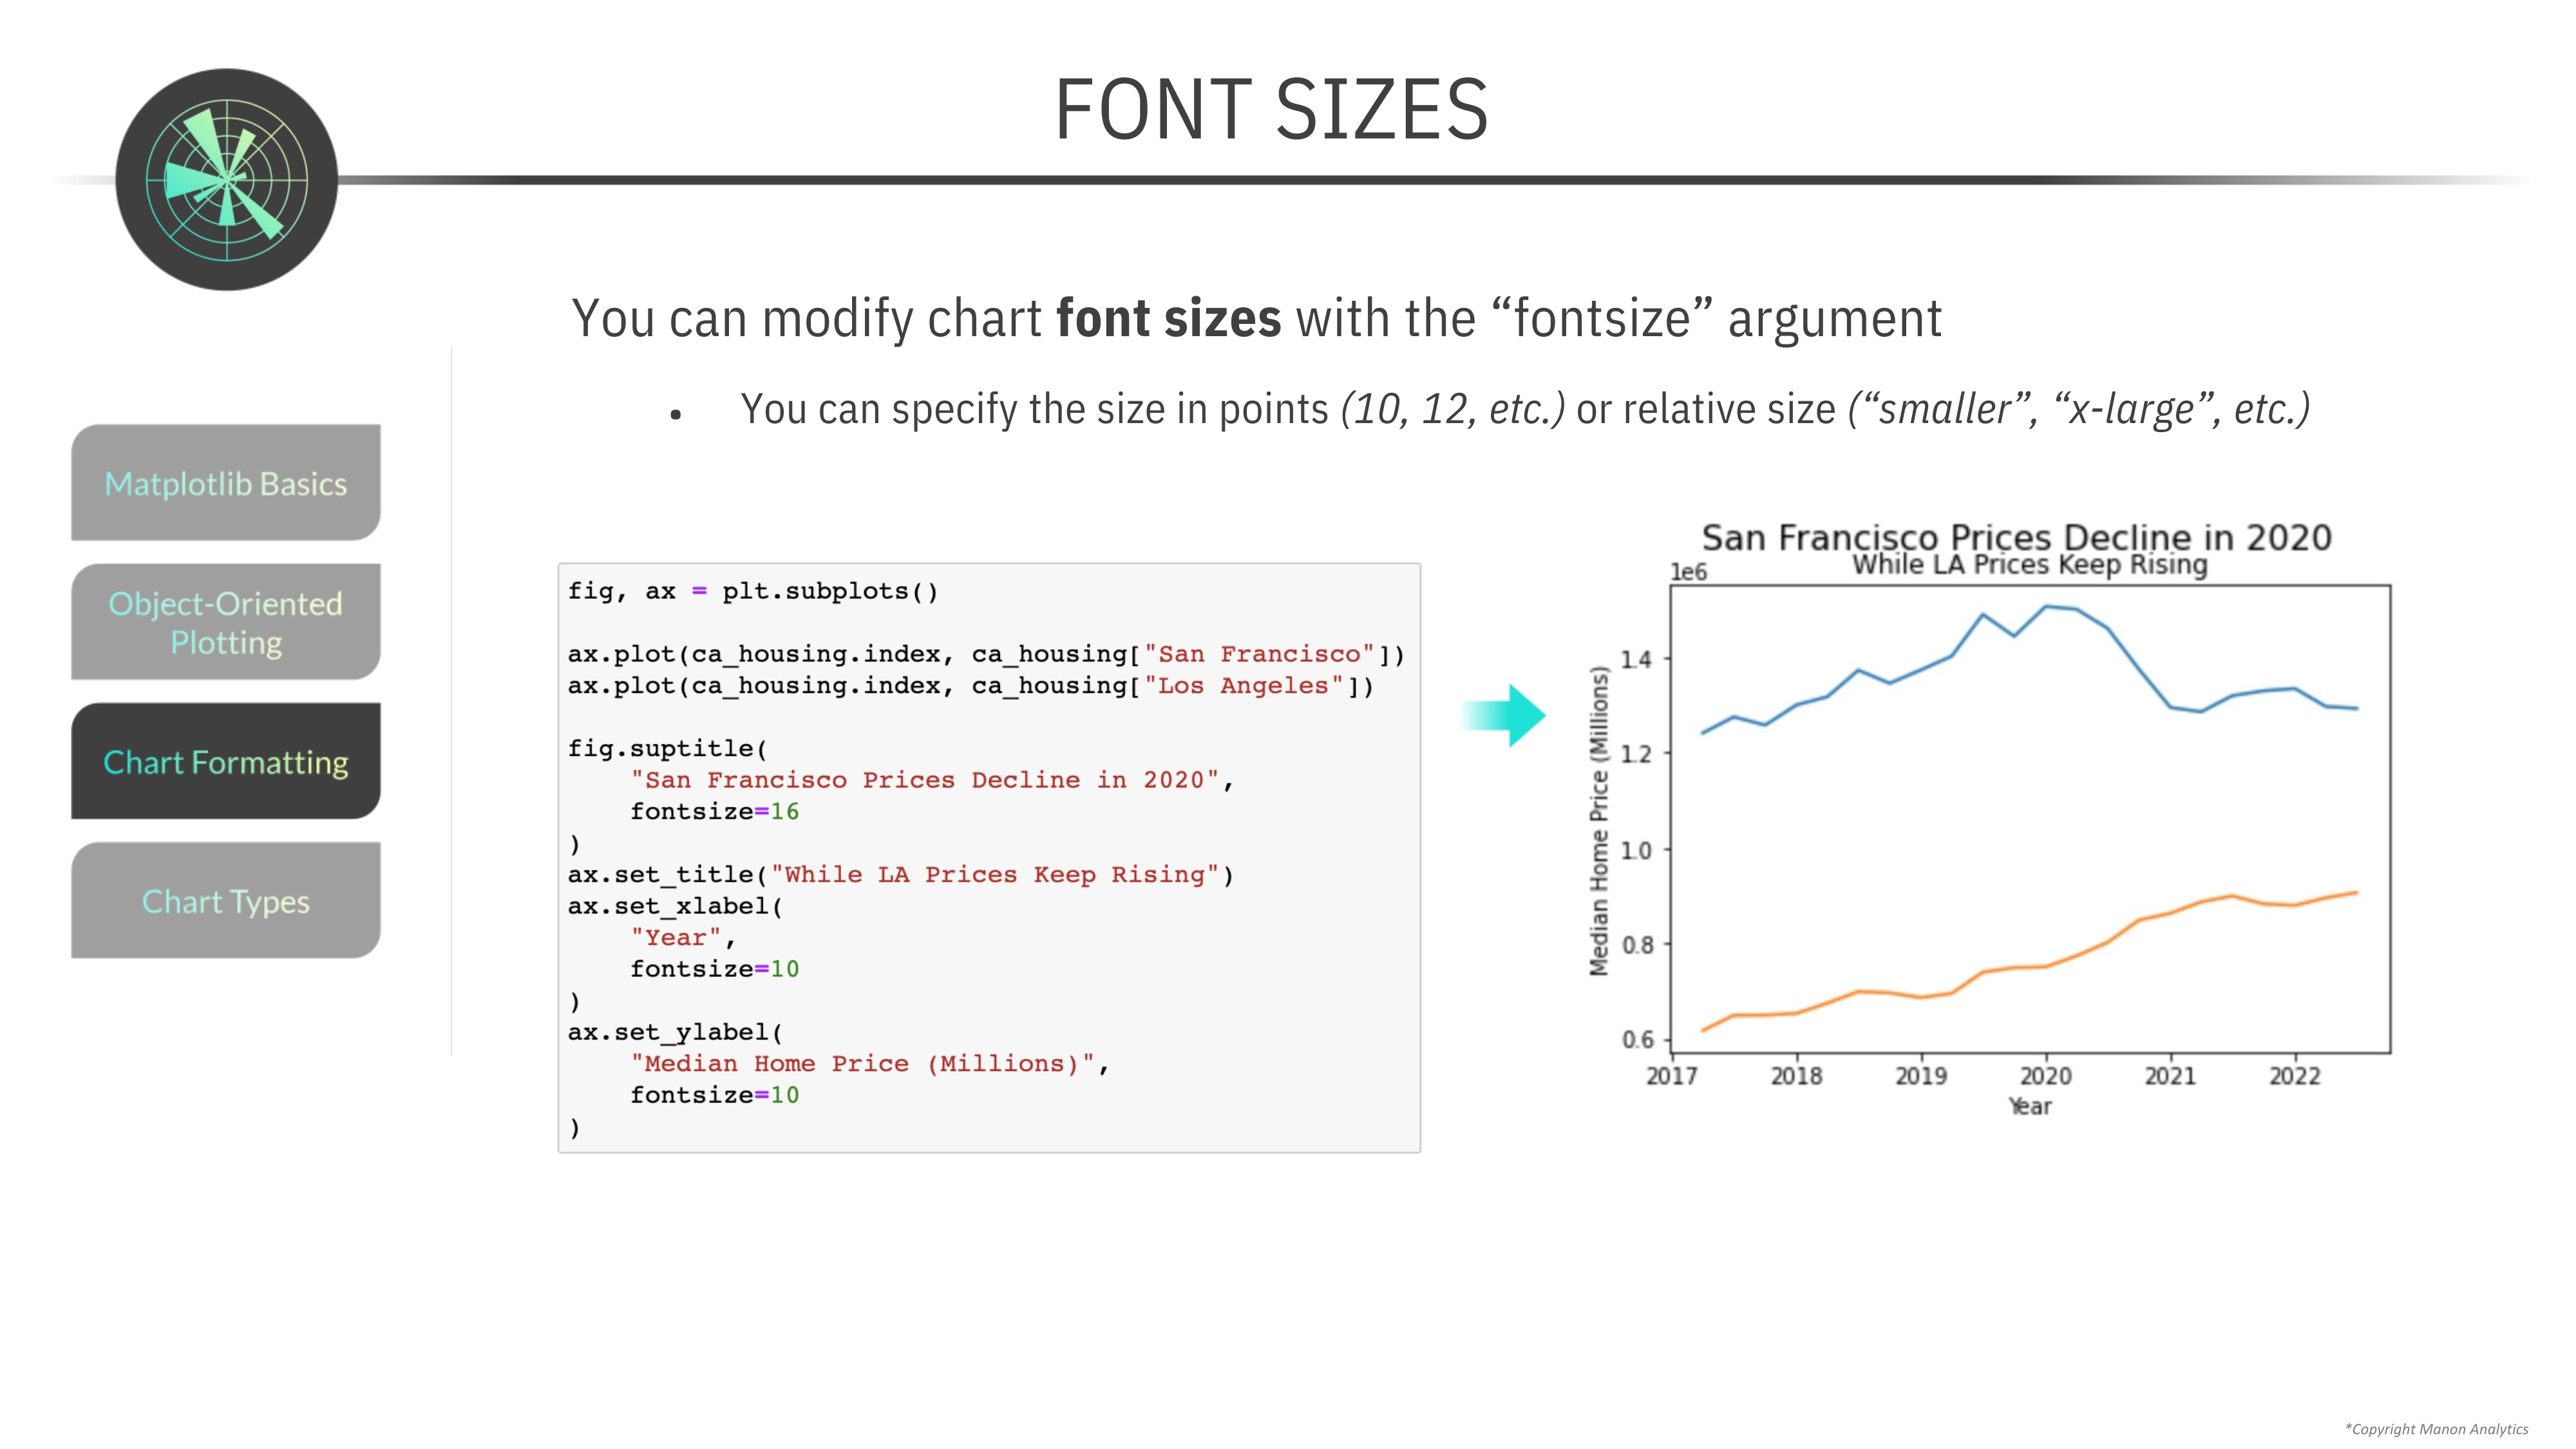 FONT SIZES
You can modify chart font sizes with the “fontsize” argument
• You can specify the size in points (10, 12, etc.) or relative size (“smaller”, “x-large”, etc.)
Matplotlib Basics
Object-Oriented
Plotting
Chart Formatting
Chart Types
fig, ax = plt.subplots()
ax.plot(ca_housing.index, ca_housing["San Francisco"])
ax.plot(ca_housing.index, ca_housing["Los Angeles"])
fig.suptitle(
    "San Francisco Prices Decline in 2020",
    fontsize=16
)
ax.set_title("While LA Prices Keep Rising")
ax.set_xlabel(
    "Year",
    fontsize=10
)
ax.set_ylabel(
    "Median Home Price (Millions)",
    fontsize=10
)
San Francisco Prices Decline in 2020
While LA Prices Keep Rising
1e6
Median Home Price (Millions)
1.4
1.2
1.0
0.8
0.6
2017 2018 2019 2020 2021 2022
Year
*Copyright Manon Analytics